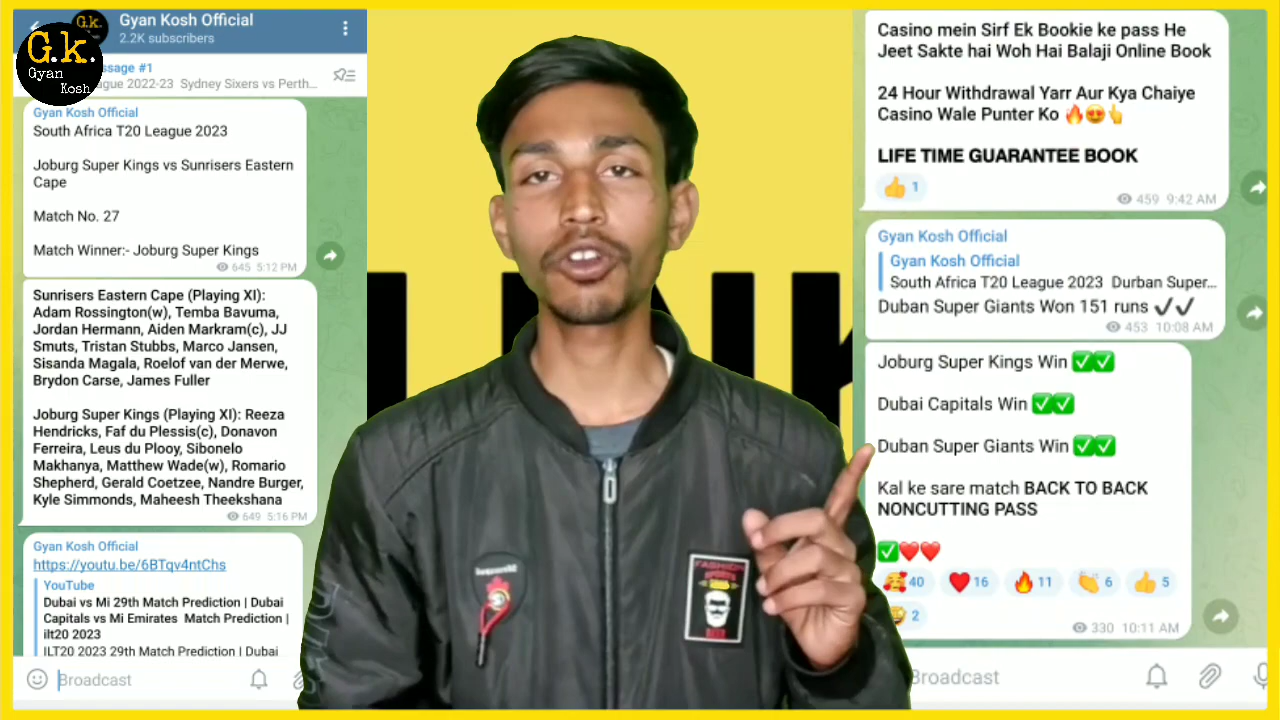 Gyan Kosh Official
2.2K subscribers
G.k.
Gyan
Kosh
G.k.
ssage #1
ague 2022-23 Sydney Sixers vs Perth...
Gyan Kosh Official
South Africa T20 League 2023
Joburg Super Kings vs Sunrisers Eastern
Cape
Match No. 27
Match Winner:- Joburg Super Kings
645 5:12 PM
Sunrisers Eastern Cape (Playing XI):
Adam Rossington(w), Temba Bavuma,
Jordan Hermann, Aiden Markram(c), JJ
Smuts, Tristan Stubbs, Marco Jansen,
Sisanda Magala, Roelof van der Merwe,
Brydon Carse, James Fuller
Joburg Super Kings (Playing XI): Reeza
Hendricks, Faf du Plessis(c), Donavon
Ferreira, Leus du Plooy, Sibonelo
Makhanya, Matthew Wade(w), Romario
Shepherd, Gerald Coetzee, Nandre Burger,
Kyle Simmonds, Maheesh Theekshana
649 5:16 PM
Gyan Kosh Official
https://youtu.be/6BTqv4ntChs
YouTube
Dubai vs Mi 29th Match Prediction | Dubai
Capitals vs Mi Emirates Match Prediction |
ilt20 2023
ILT20 2023 29th Match Prediction | Dubai
Broadcast
FASHION
SPORTS
Casino mein Sirf Ek Bookie ke pass He
Jeet Sakte hai Woh Hai Balaji Online Book
24 Hour Withdrawal Yarr Aur Kya Chaiye
Casino Wale Punter Ko 🔥😍👆
LIFE TIME GUARANTEE BOOK
👍 1
459 9:42 AM
Gyan Kosh Official
Gyan Kosh Official
South Africa T20 League 2023 Durban Super...
Duban Super Giants Won 151 runs ✔✔
453 10:08 AM
Joburg Super Kings Win ✅✅
Dubai Capitals Win ✅✅
Duban Super Giants Win ✅✅
Kal ke sare match BACK TO BACK
NONCUTTING PASS
✅❤️❤️
🥰 40 ❤️ 16 🔥 11 👏 6 👍 5
2
330 10:11 AM
Broadcast